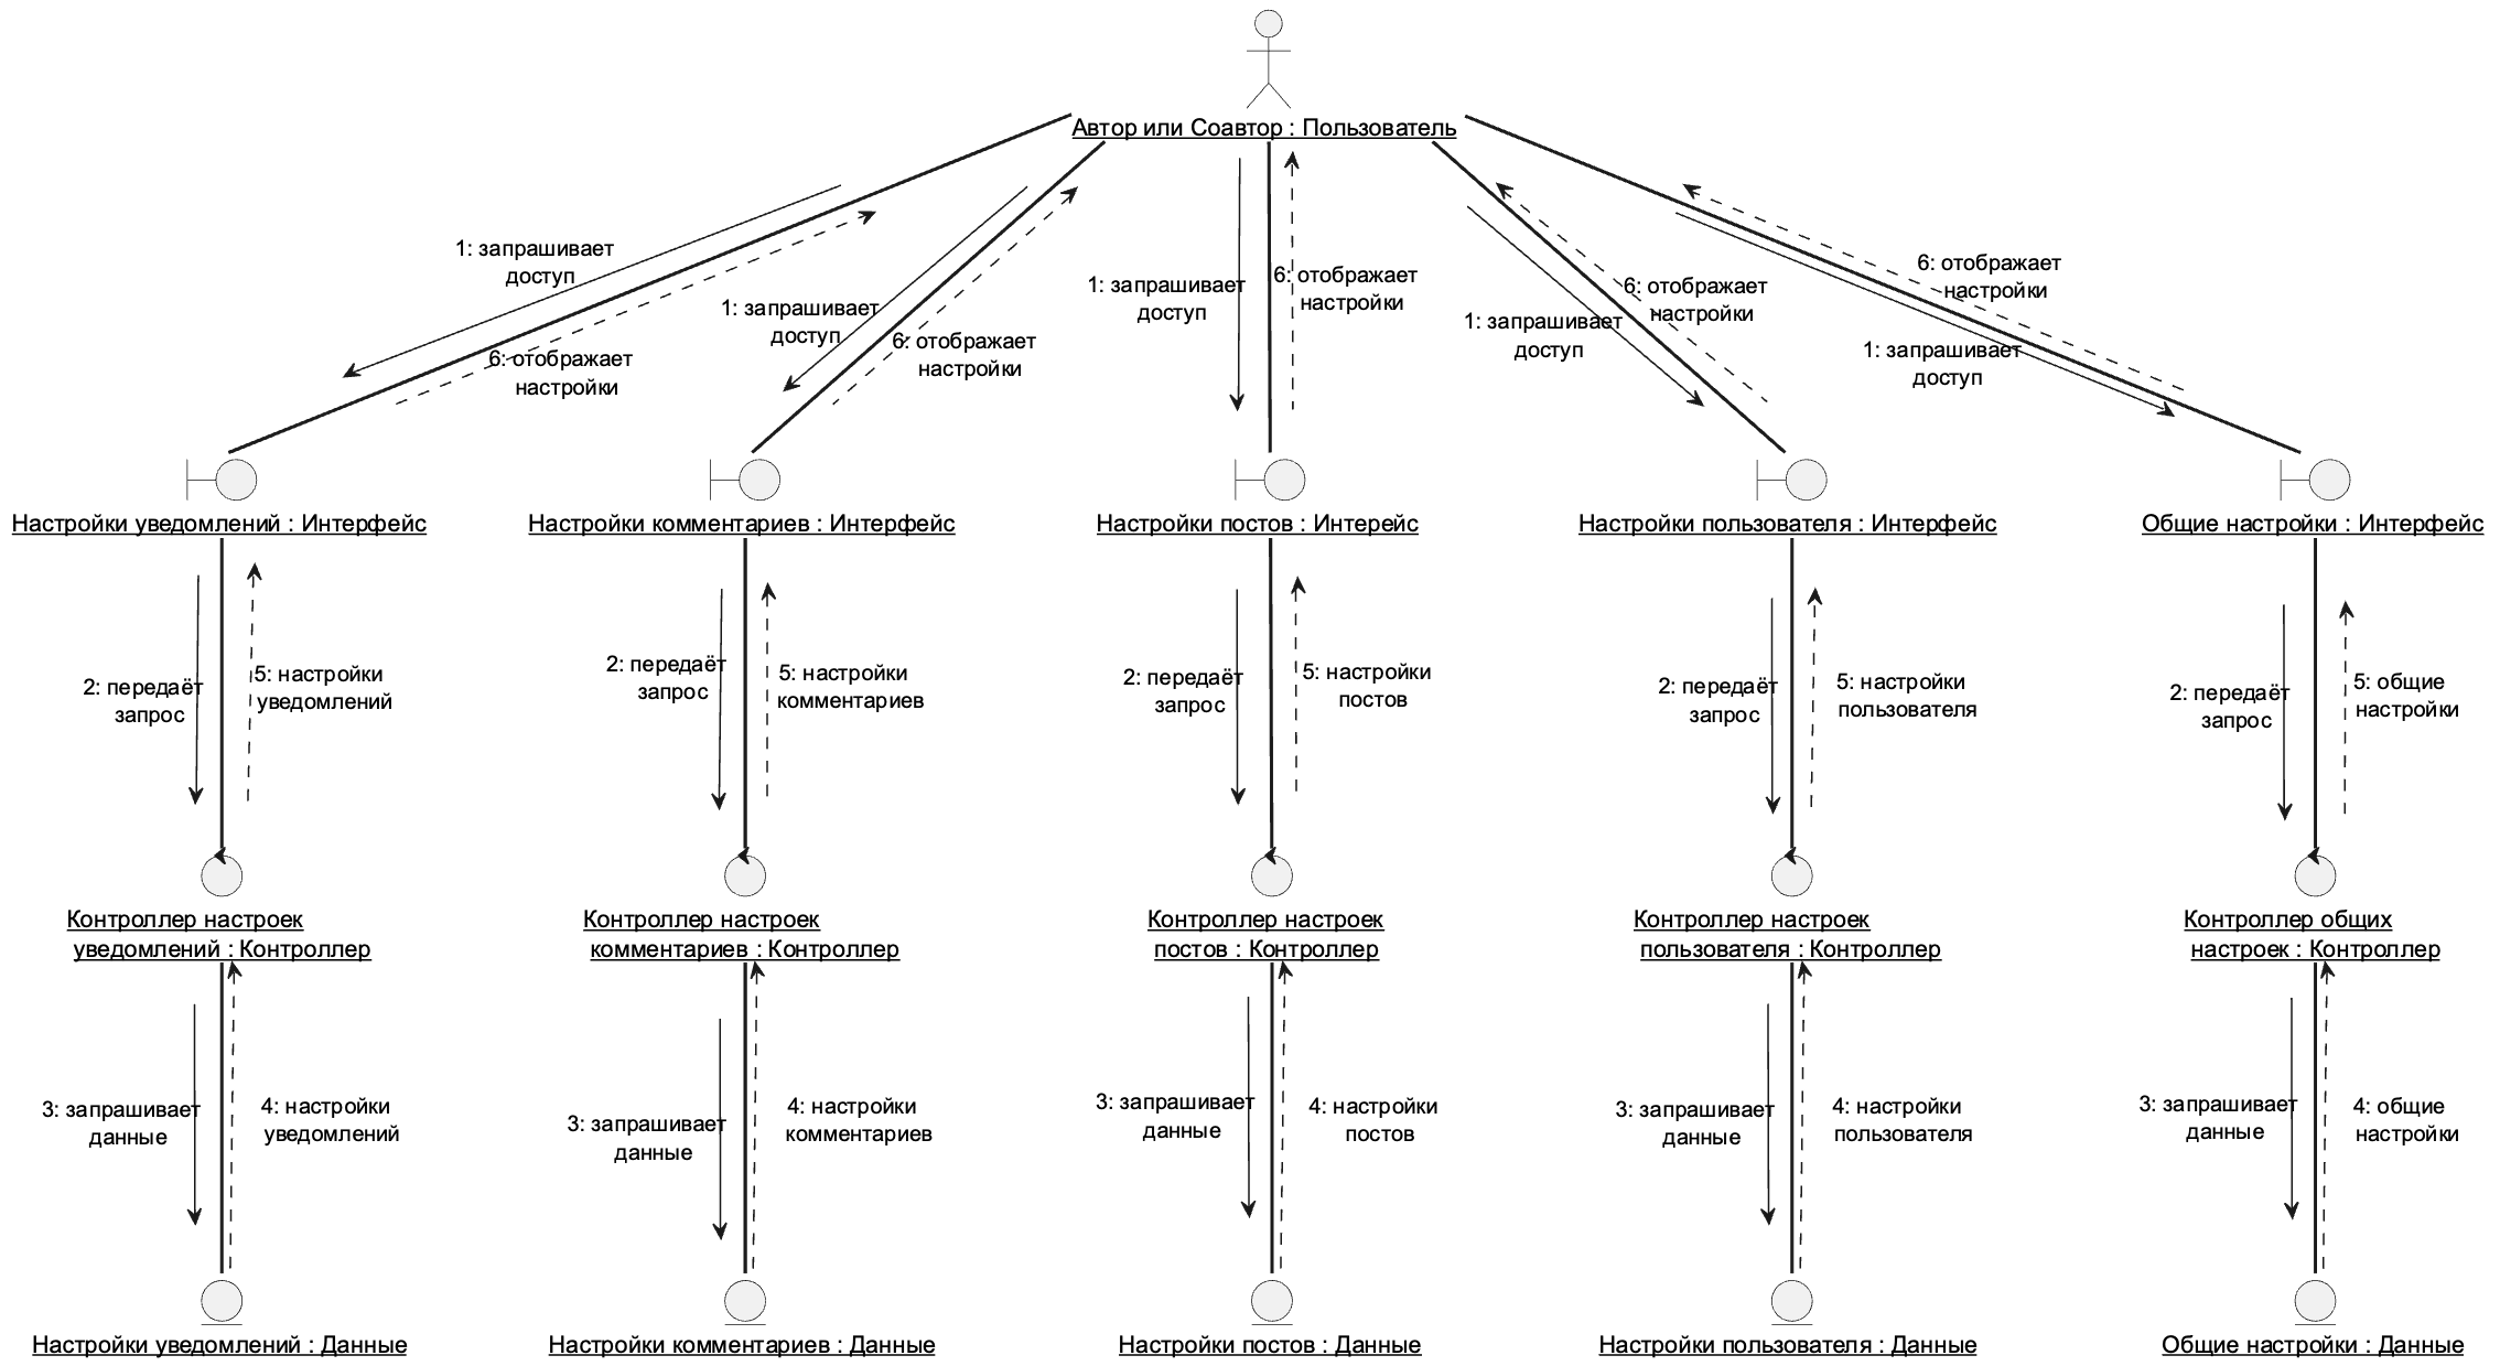 Автор или Соавтор : Пользователь
1: запрашивает
доступ
6: отображает
настройки
1: запрашивает
доступ
6: отображает
настройки
1: запрашивает
доступ
6: отображает
настройки
1: запрашивает
доступ
6: отображает
настройки
1: запрашивает
доступ
6: отображает
настройки
Настройки уведомлений : Интерфейс
Настройки комментариев : Интерфейс
Настройки постов : Интерейс
Настройки пользователя : Интерфейс
Общие настройки : Интерфейс
2: передаёт
запрос
5: настройки
уведомлений
2: передаёт
запрос
5: настройки
комментариев
2: передаёт
запрос
5: настройки
постов
2: передаёт
запрос
5: настройки
пользователя
2: передаёт
запрос
5: общие
настройки
Контроллер настроек
уведомлений : Контроллер
Контроллер настроек
комментариев : Контроллер
Контроллер настроек
постов : Контроллер
Контроллер настроек
пользователя : Контроллер
Контроллер общих
настроек : Контроллер
3: запрашивает
данные
4: настройки
уведомлений
3: запрашивает
данные
4: настройки
комментариев
3: запрашивает
данные
4: настройки
постов
3: запрашивает
данные
4: настройки
пользователя
3: запрашивает
данные
4: общие
настройки
Настройки уведомлений : Данные
Настройки комментариев : Данные
Настройки постов : Данные
Настройки пользователя : Данные
Общие настройки : Данные